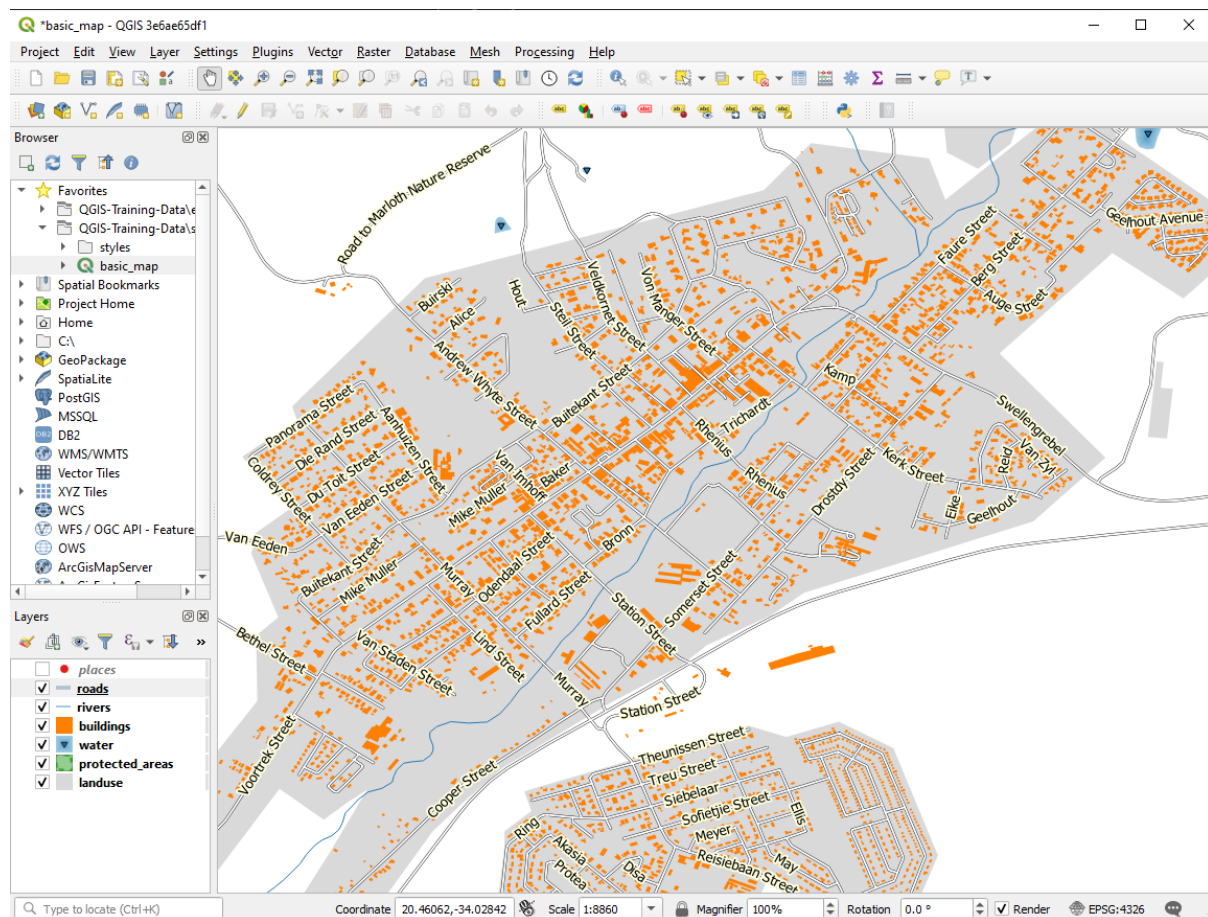 *basic_map - QGIS 3e6ae65df1
Project Edit View Layer Settings Plugins Vector Raster Database Mesh Processing Help
Browser
Favorites
QGIS-Training-Data\e
QGIS-Training-Data\s
styles
basic_map
Spatial Bookmarks
Project Home
Home
C:\
GeoPackage
SpatiaLite
PostGIS
MSSQL
DB2
WMS/WMTS
Vector Tiles
XYZ Tiles
WCS
WFS / OGC API - Feature
OWS
ArcGisMapServer
Layers
places
roads
rivers
buildings
water
protected_areas
landuse
Road to Marloth Nature Reserve
Geelhout Avenue
Faure Street
Berg Street
Auge Street
Buirski
Alice
Hout
Steil Street
Veldkornet Street
Von Manger Street
Andrew Whyte Street
Buitekant Street
Kamp
Swellengrebel
Panorama Street
Die Rand Street
Aanhuizen Street
Du Toit Street
Coldrey Street
Van Eeden Street
Van Imhoff
Baker
Mike Muller
Rhenius
Trichardt
Rhenius
Drostdy Street
Kerk Street
Reid
Van Zyl
Eike
Geelhout
Van Eeden
Buitekant Street
Mike Muller
Murray
Odendaal Street
Bronn
Fullard Street
Station Street
Somerset Street
Bethel Street
Van Staden Street
Lind Street
Murray
Station Street
Voortrek Street
Cooper Street
Theunissen Street
Treu Street
Siebelaar
Sofietjie Street
Ellis
Meyer
Ring
Akasia
Protea
Disa
Reisiebaan Street
May
Type to locate (Ctrl+K)
Coordinate 20.46062,-34.02842 Scale 1:8860 Magnifier 100% Rotation 0.0 ° Render EPSG:4326